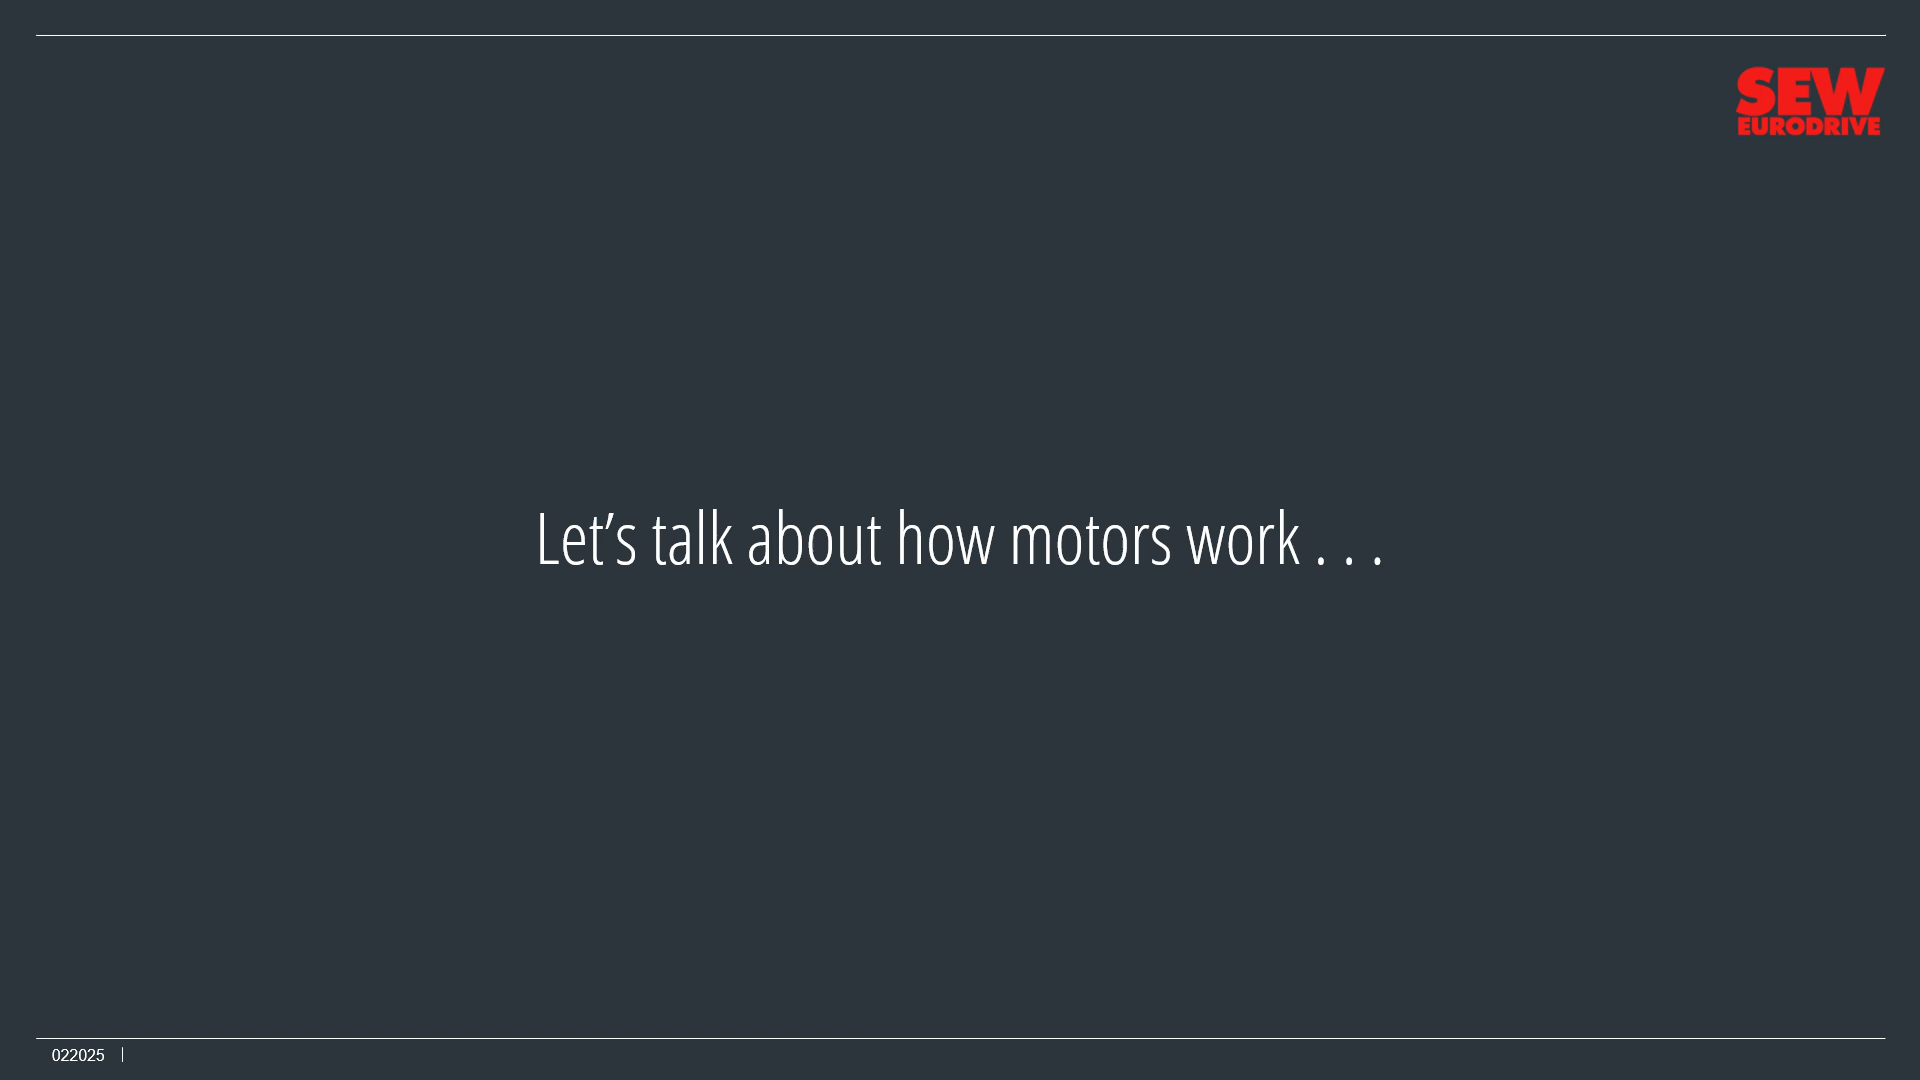 SEW
EURODRIVE
Let’s talk about how motors work . . .
022025 |